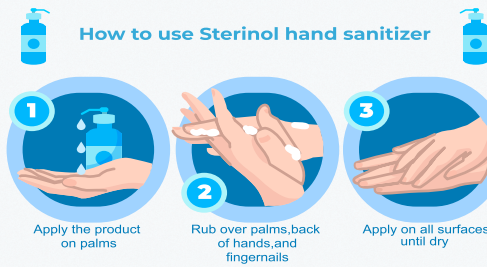 How to use Sterinol hand sanitizer
1
2
3
Apply the product
on palms
Rub over palms,back
of hands,and
fingernails
Apply on all surfaces
until dry